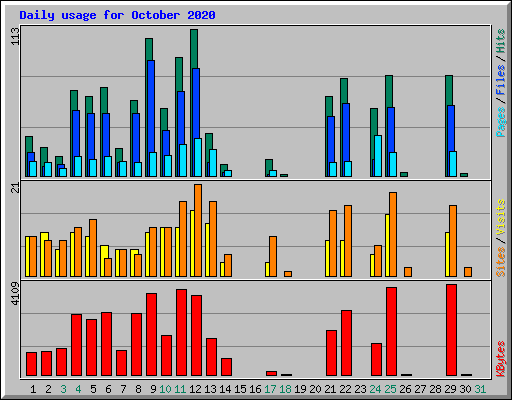 Daily usage for October 2020
113
Pages / Files / Hits
21
Sites / Visits
4109
KBytes
1 2 3 4 5 6 7 8 9 10 11 12 13 14 15 16 17 18 19 20 21 22 23 24 25 26 27 28 29 30 31